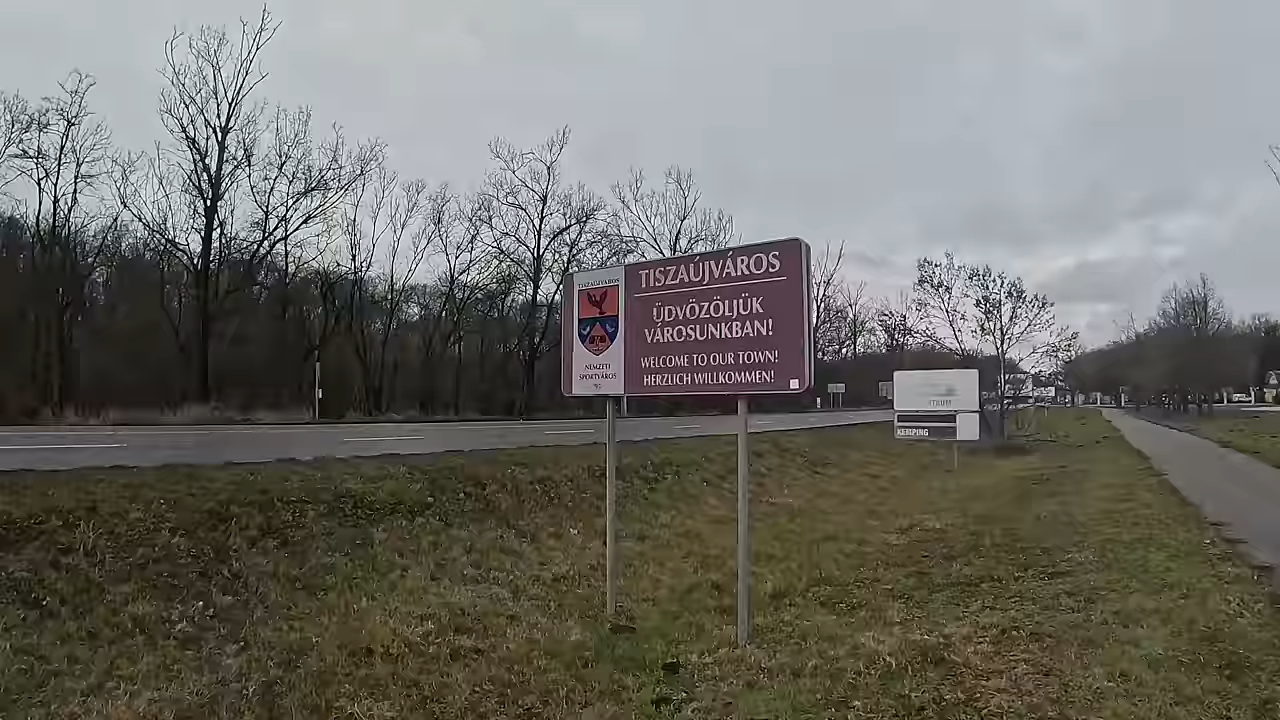 TISZAÚJVÁROS
NEMZETI
SPORTVÁROS
TISZAÚJVÁROS
ÜDVÖZÖLJÜK
VÁROSUNKBAN!
WELCOME TO OUR TOWN!
HERZLICH WILLKOMMEN!
KEMPING